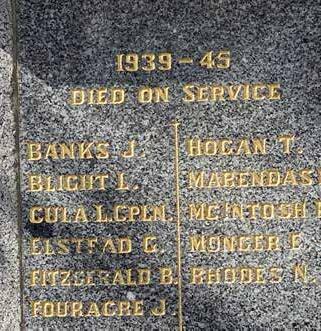 1939 - 45
DIED ON SERVICE
BANKS J.
BLIGHT L.
CULA L. CPLN.
ELSTEAD G.
FITZGERALD B.
FOURACRE J.
HOGAN T.
MARENDAS
MCINTOSH
MONGER F.
RHODES N.